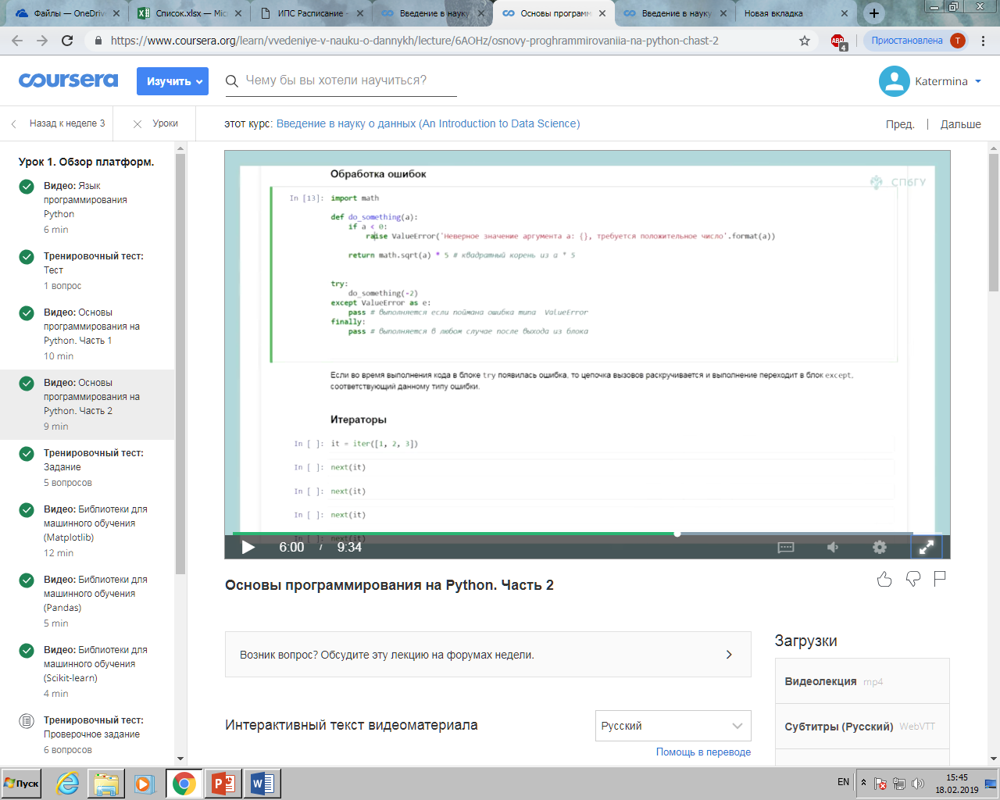 Файлы — OneDriv
Список.xlsx — Mic
ИПС Расписание -
Введение в науку
Основы программ
Введение в науку
Новая вкладка
https://www.coursera.org/learn/vvedeniye-v-nauku-o-dannykh/lecture/6AOHz/osnovy-proghrammirovaniia-na-python-chast-2
ABP
4
Приостановлена
T
coursera
Изучить
Чему бы вы хотели научиться?
Katermina
Назад к неделе 3
Уроки
этот курс: Введение в науку о данных (An Introduction to Data Science)
Пред. | Дальше
Урок 1. Обзор платформ.
Видео: Язык
программирования
Python
6 min
Тренировочный тест:
Тест
1 вопрос
Видео: Основы
программирования на
Python. Часть 1
10 min
Видео: Основы
программирования на
Python. Часть 2
9 min
Тренировочный тест:
Задание
5 вопросов
Видео: Библиотеки для
машинного обучения
(Matplotlib)
12 min
Видео: Библиотеки для
машинного обучения
(Pandas)
5 min
Видео: Библиотеки для
машинного обучения
(Scikit-learn)
4 min
Тренировочный тест:
Проверочное задание
6 вопросов
Обработка ошибок
СПбГУ
In [13]: import math
def do_something(a):
if a < 0:
raise ValueError('Неверное значение аргумента a: {}, требуется положительное число'.format(a))
return math.sqrt(a) * 5 # квадратный корень из a * 5
try:
do_something(-2)
except ValueError as e:
pass # выполняется если поймана ошибка типа ValueError
finally:
pass # выполняется в любом случае после выхода из блока
Если во время выполнения кода в блоке try появилась ошибка, то цепочка вызовов раскручивается и выполнение переходит в блок except,
соответствующий данному типу ошибки.
Итераторы
In [ ]: it = iter([1, 2, 3])
In [ ]: next(it)
In [ ]: next(it)
In [ ]: next(it)
In [ ]: next(it)
6:00 / 9:34
Основы программирования на Python. Часть 2
Возник вопрос? Обсудите эту лекцию на форумах недели.
Интерактивный текст видеоматериала
Русский
Помощь в переводе
Загрузки
Видеолекция mp4
Субтитры (Русский) WebVTT
Пуск
EN
15:45
18.02.2019